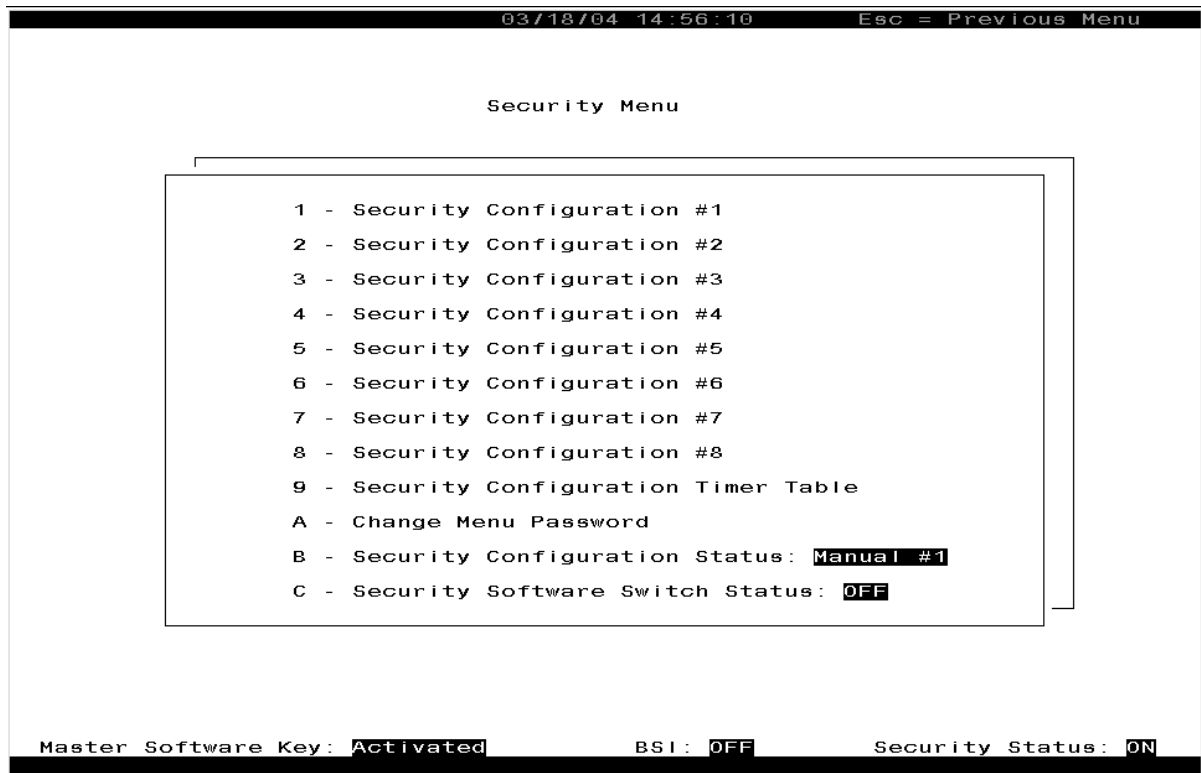 03/18/04 14:56:10 Esc = Previous Menu
Security Menu
1 - Security Configuration #1
2 - Security Configuration #2
3 - Security Configuration #3
4 - Security Configuration #4
5 - Security Configuration #5
6 - Security Configuration #6
7 - Security Configuration #7
8 - Security Configuration #8
9 - Security Configuration Timer Table
A - Change Menu Password
B - Security Configuration Status: Manual #1
C - Security Software Switch Status: OFF
Master Software Key: Activated BSI: OFF Security Status: ON